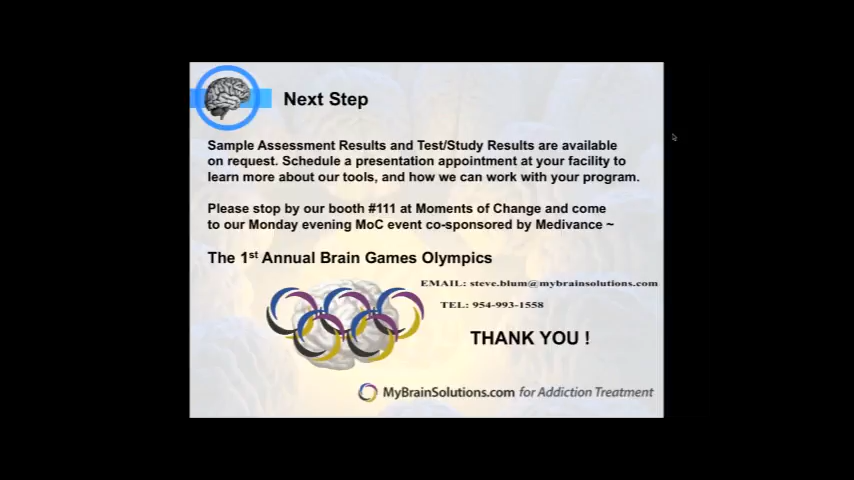 Next Step
Sample Assessment Results and Test/Study Results are available
on request. Schedule a presentation appointment at your facility to
learn more about our tools, and how we can work with your program.
Please stop by our booth #111 at Moments of Change and come
to our Monday evening MoC event co-sponsored by Medivance ~
The 1st Annual Brain Games Olympics
EMAIL: steve.blum@mybrainsolutions.com
TEL: 954-993-1558
THANK YOU !
MyBrainSolutions.com for Addiction Treatment